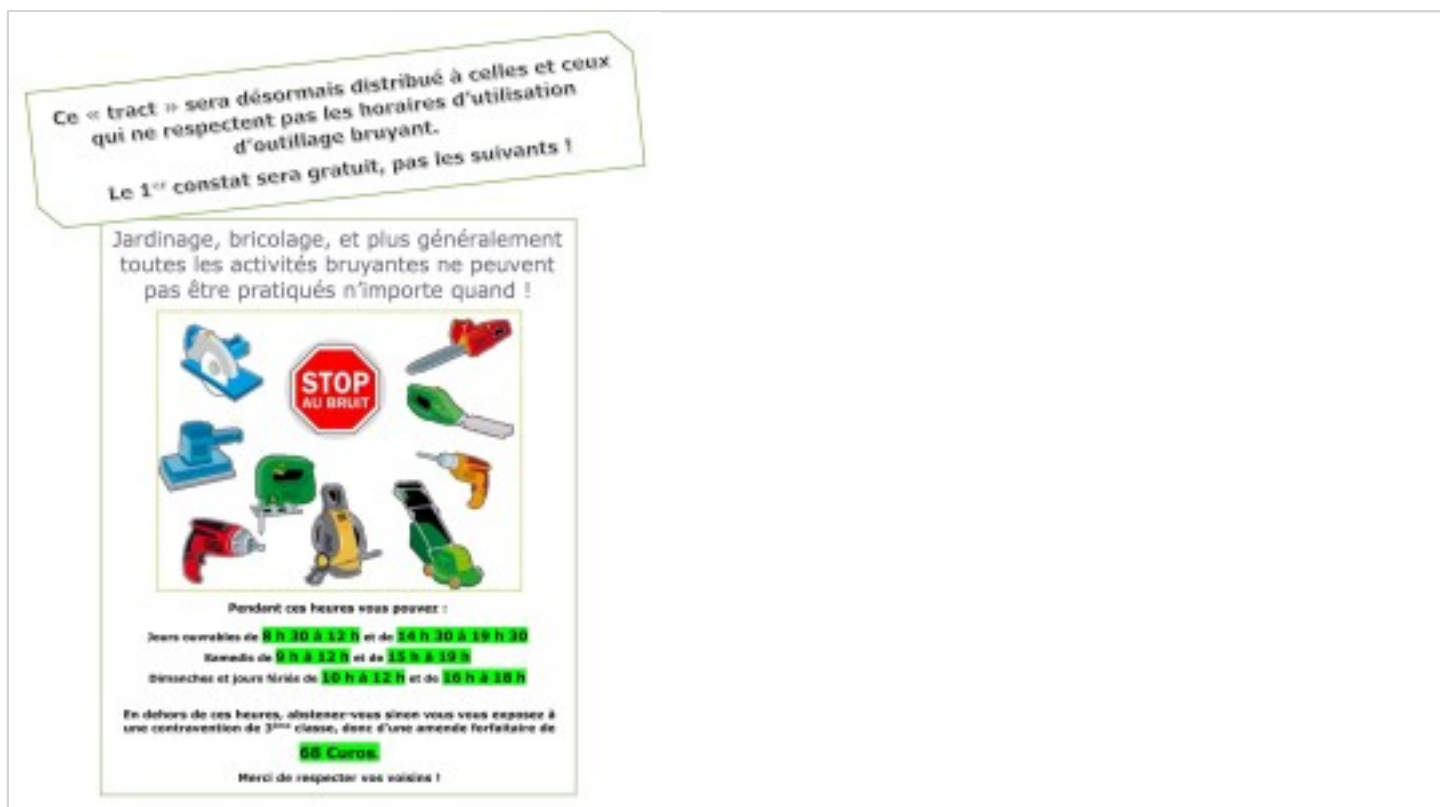 Ce « tract » sera désormais distribué à celles et ceux
qui ne respectent pas les horaires d'utilisation
d'outillage bruyant.
Le 1er constat sera gratuit, pas les suivants !
Jardinage, bricolage, et plus généralement
toutes les activités bruyantes ne peuvent
pas être pratiqués n'importe quand !
STOP
AU BRUIT
Pendant ces heures vous pouvez :
Jours ouvrables de 8 h 30 à 12 h et de 14 h 30 à 19 h 30
Samedis de 9 h à 12 h et de 15 h à 19 h
Dimanches et jours fériés de 10 h à 12 h et de 16 h à 18 h
En dehors de ces heures, abstenez-vous sinon vous vous exposez à
une contravention de 3ème classe, donc d'une amende forfaitaire de
68 Euros.
Merci de respecter vos voisins !